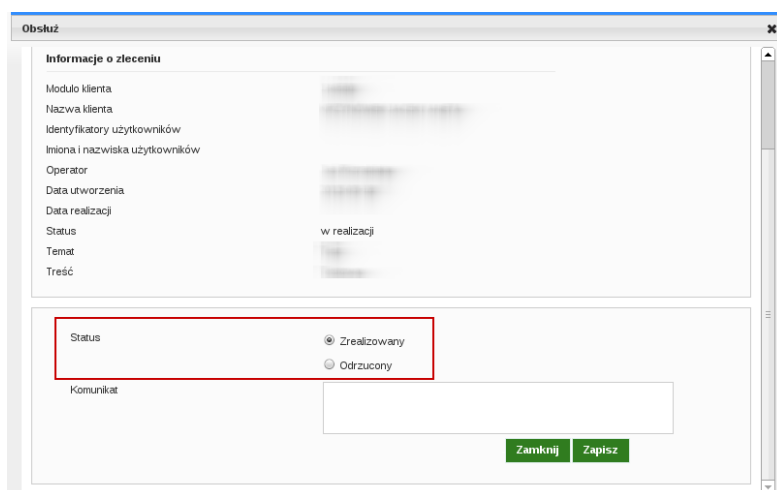 Obsłuż
Informacje o zleceniu
Modulo klienta
Nazwa klienta
Identyfikatory użytkowników
Imiona i nazwiska użytkowników
Operator
Data utworzenia
Data realizacji
Status w realizacji
Temat
Treść
Status Zrealizowany
Odrzucony
Komunikat
Zamknij Zapisz